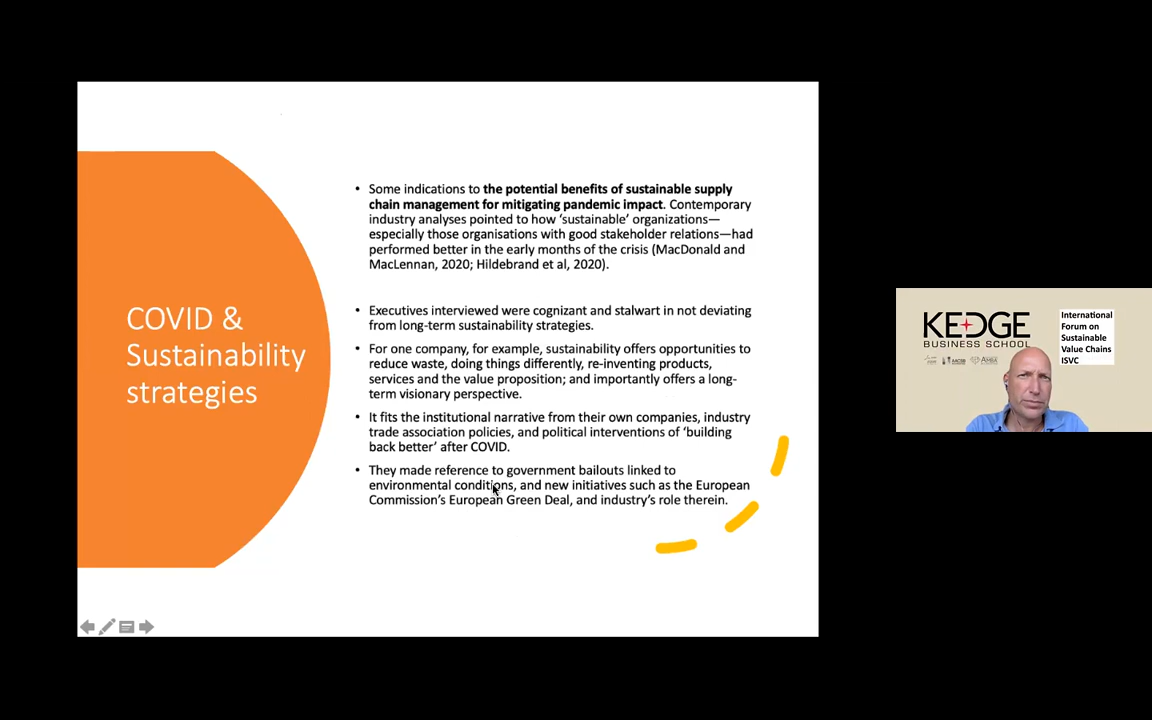 COVID &
Sustainability
strategies
• Some indications to the potential benefits of sustainable supply
chain management for mitigating pandemic impact. Contemporary
industry analyses pointed to how ‘sustainable’ organizations—
especially those organisations with good stakeholder relations—had
performed better in the early months of the crisis (MacDonald and
MacLennan, 2020; Hildebrand et al, 2020).
• Executives interviewed were cognizant and stalwart in not deviating
from long-term sustainability strategies.
• For one company, for example, sustainability offers opportunities to
reduce waste, doing things differently, re-inventing products,
services and the value proposition; and importantly offers a long-
term visionary perspective.
• It fits the institutional narrative from their own companies, industry
trade association policies, and political interventions of ‘building
back better’ after COVID.
• They made reference to government bailouts linked to
environmental conditions, and new initiatives such as the European
Commission’s European Green Deal, and industry’s role therein.
KEDGE
BUSINESS SCHOOL
International
Forum on
Sustainable
Value Chains
ISVC